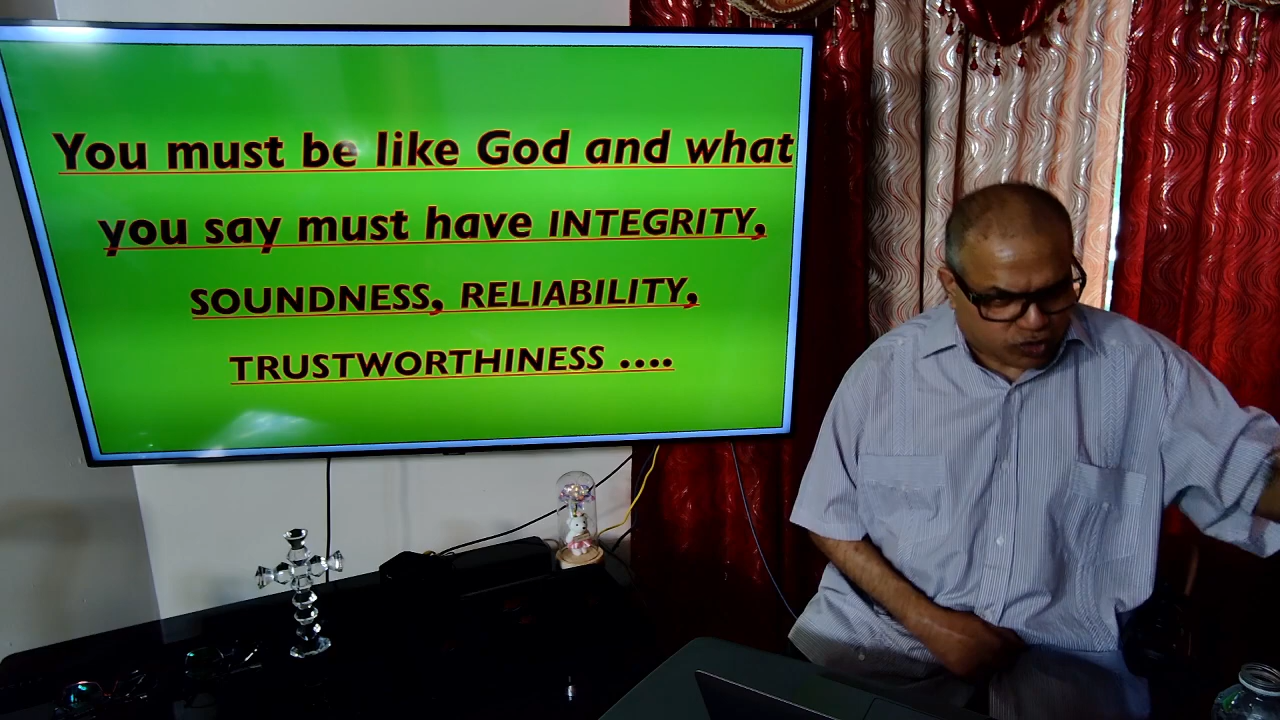 You must be like God and what
you say must have INTEGRITY,
SOUNDNESS, RELIABILITY,
TRUSTWORTHINESS ....